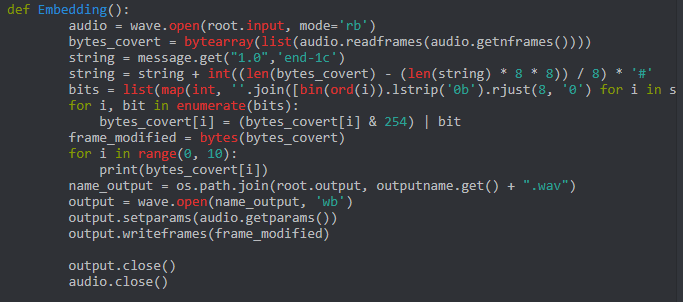 def Embedding():
audio = wave.open(root.input, mode='rb')
bytes_covert = bytearray(list(audio.readframes(audio.getnframes())))
string = message.get("1.0",'end-1c')
string = string + int((len(bytes_covert) - (len(string) * 8 * 8)) / 8) * '#'
bits = list(map(int, ''.join([bin(ord(i)).lstrip('0b').rjust(8, '0') for i in s
for i, bit in enumerate(bits):
bytes_covert[i] = (bytes_covert[i] & 254) | bit
frame_modified = bytes(bytes_covert)
for i in range(0, 10):
print(bytes_covert[i])
name_output = os.path.join(root.output, outputname.get() + ".wav")
output = wave.open(name_output, 'wb')
output.setparams(audio.getparams())
output.writeframes(frame_modified)
output.close()
audio.close()